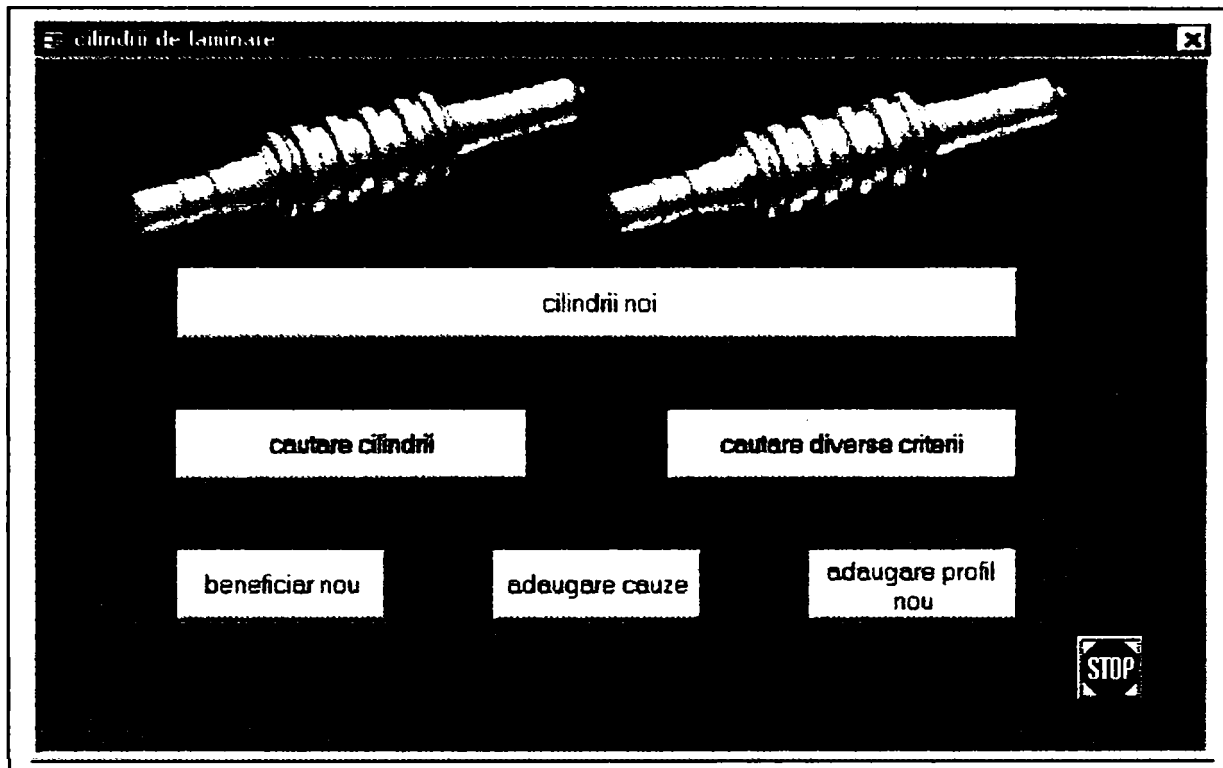 cilindrii de laminare
cilindrii noi
cautare cilindrii
cautare diverse criterii
beneficiar nou
adaugare cauze
adaugare profil
nou
STOP